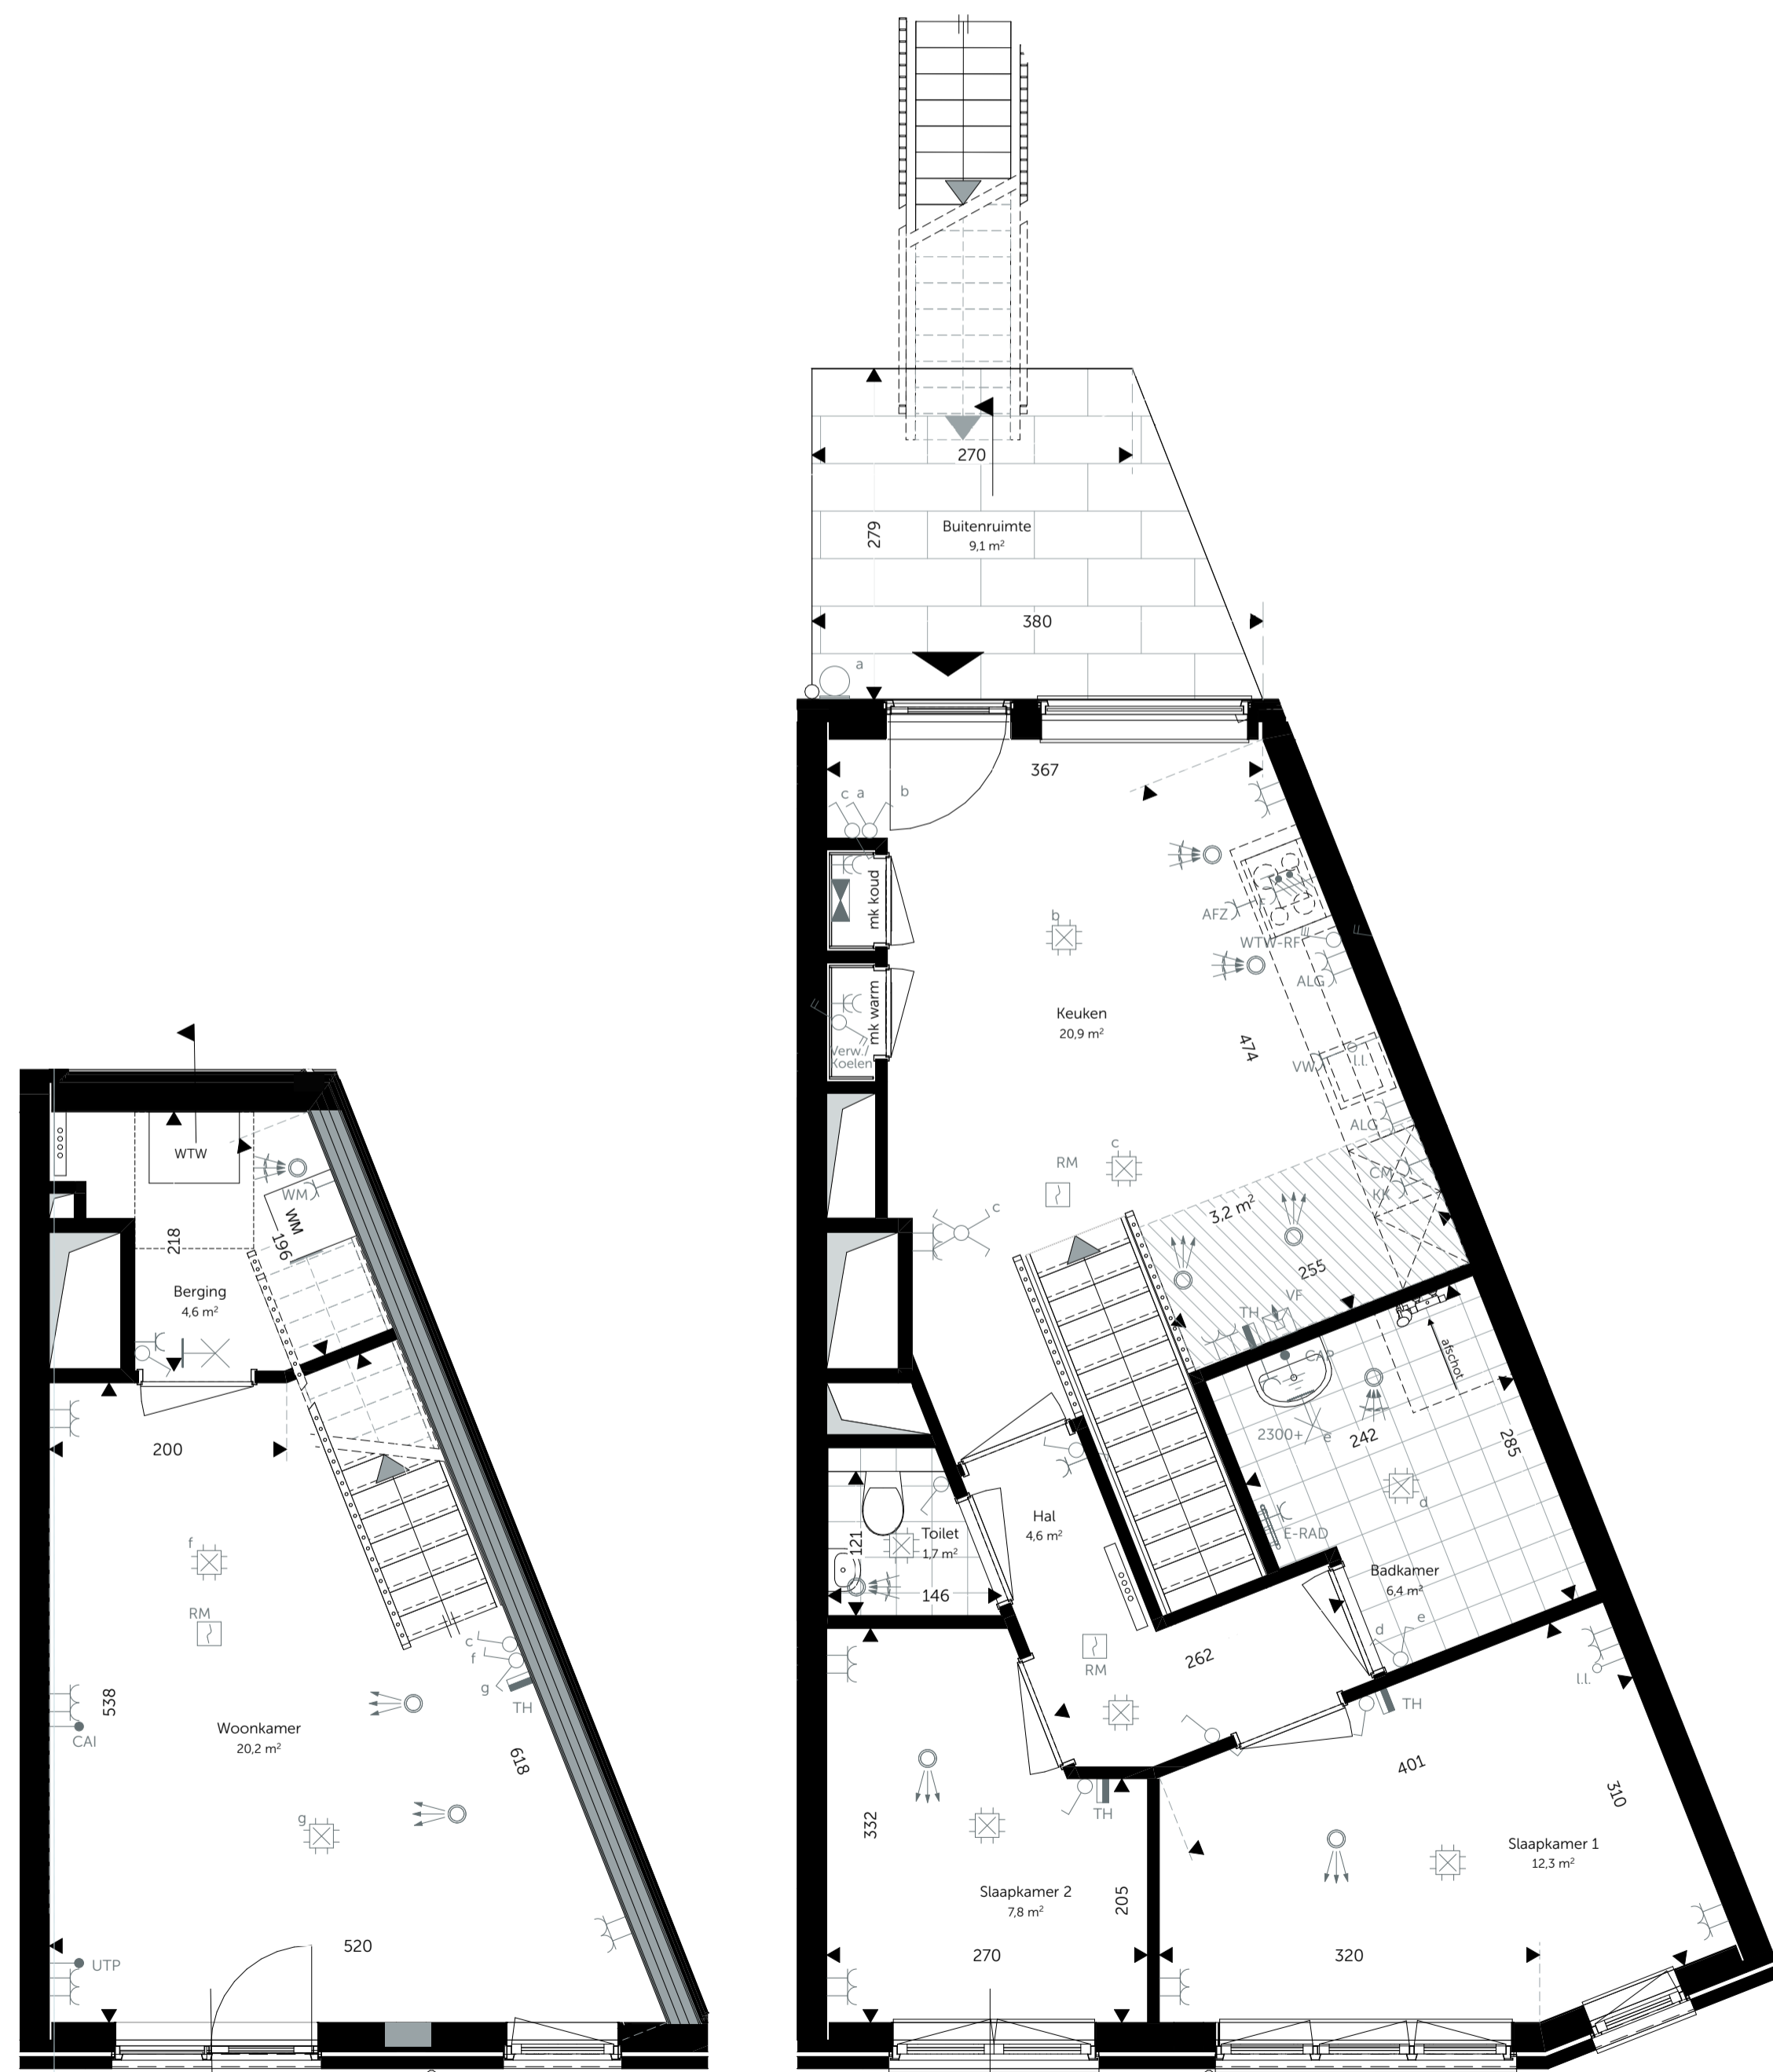 270
279
Buitenruimte
9,1 m²
380
a
367
c
a
b
mk koud
AFZ
b
WTW-RF
ALG
mk warm
Keuken
20,9 m²
Verw./
Koelen
474
VW
l.l.
ALG
c
RM
CM
KK
3,2 m²
c
255
VF
TH
CAP
afschot
2300+
e
242
285
d
E-RAD
Hal
4,6 m²
Toilet
1,7 m²
121
146
Badkamer
6,4 m²
d
e
262
RM
l.l.
TH
401
310
332
TH
Slaapkamer 1
12,3 m²
Slaapkamer 2
7,8 m²
205
270
320
WTW
WM
WM
218
196
Berging
4,6 m²
200
f
RM
c
f
g
TH
538
CAI
Woonkamer
20,2 m²
618
g
520
UTP